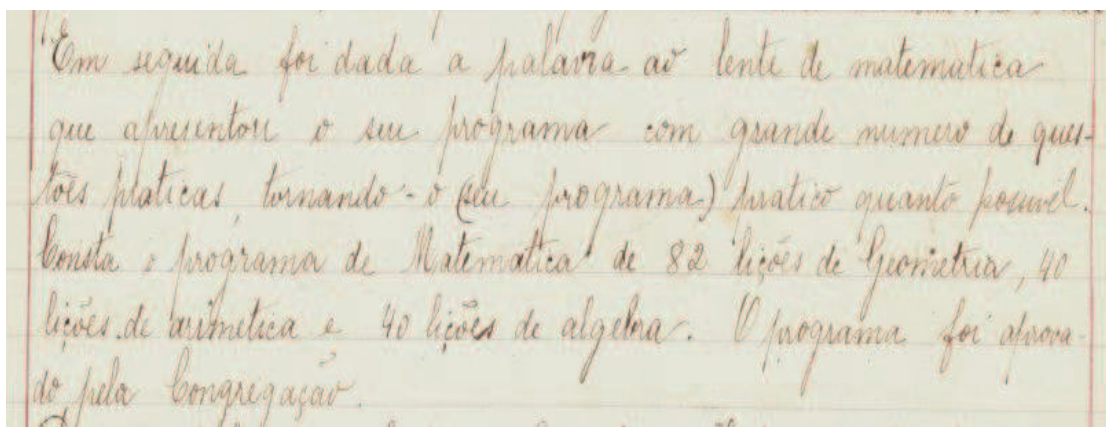 Em seguida foi dada a palavra ao lente de matematica
que apresentou o seu programa com grande numero de ques-
tões praticas, tornando-o (seu programa) pratico quanto possivel.
Consta o programa de Matematica de 82 lições de Geometria, 40
lições de arimetica e 40 lições de algebra. O programa foi aprova-
do pela Congregação.